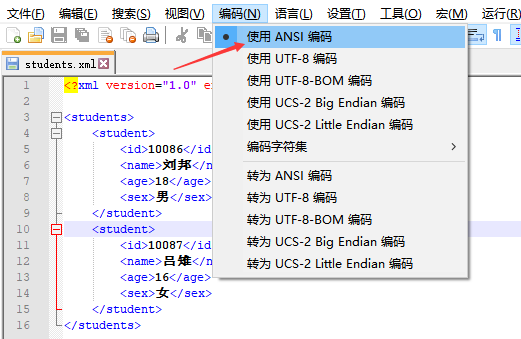 文件(F) 编辑(E) 搜索(S) 视图(V) 编码(N) 语言(L) 设置(T) 工具(O) 宏(M) 运行(R)
使用 ANSI 编码
使用 UTF-8 编码
使用 UTF-8-BOM 编码
使用 UCS-2 Big Endian 编码
使用 UCS-2 Little Endian 编码
编码字符集
转为 ANSI 编码
转为 UTF-8 编码
转为 UTF-8-BOM 编码
转为 UCS-2 Big Endian 编码
转为 UCS-2 Little Endian 编码
students.xml
1 <?xml version="1.0" e
2
3 <students>
4 <student>
5 <id>10086</id
6 <name>刘邦</n
7 <age>18</age>
8 <sex>男</sex>
9 </student>
10 <student>
11 <id>10087</id
12 <name>吕雉</n
13 <age>16</age>
14 <sex>女</sex>
15 </student>
16 </students>